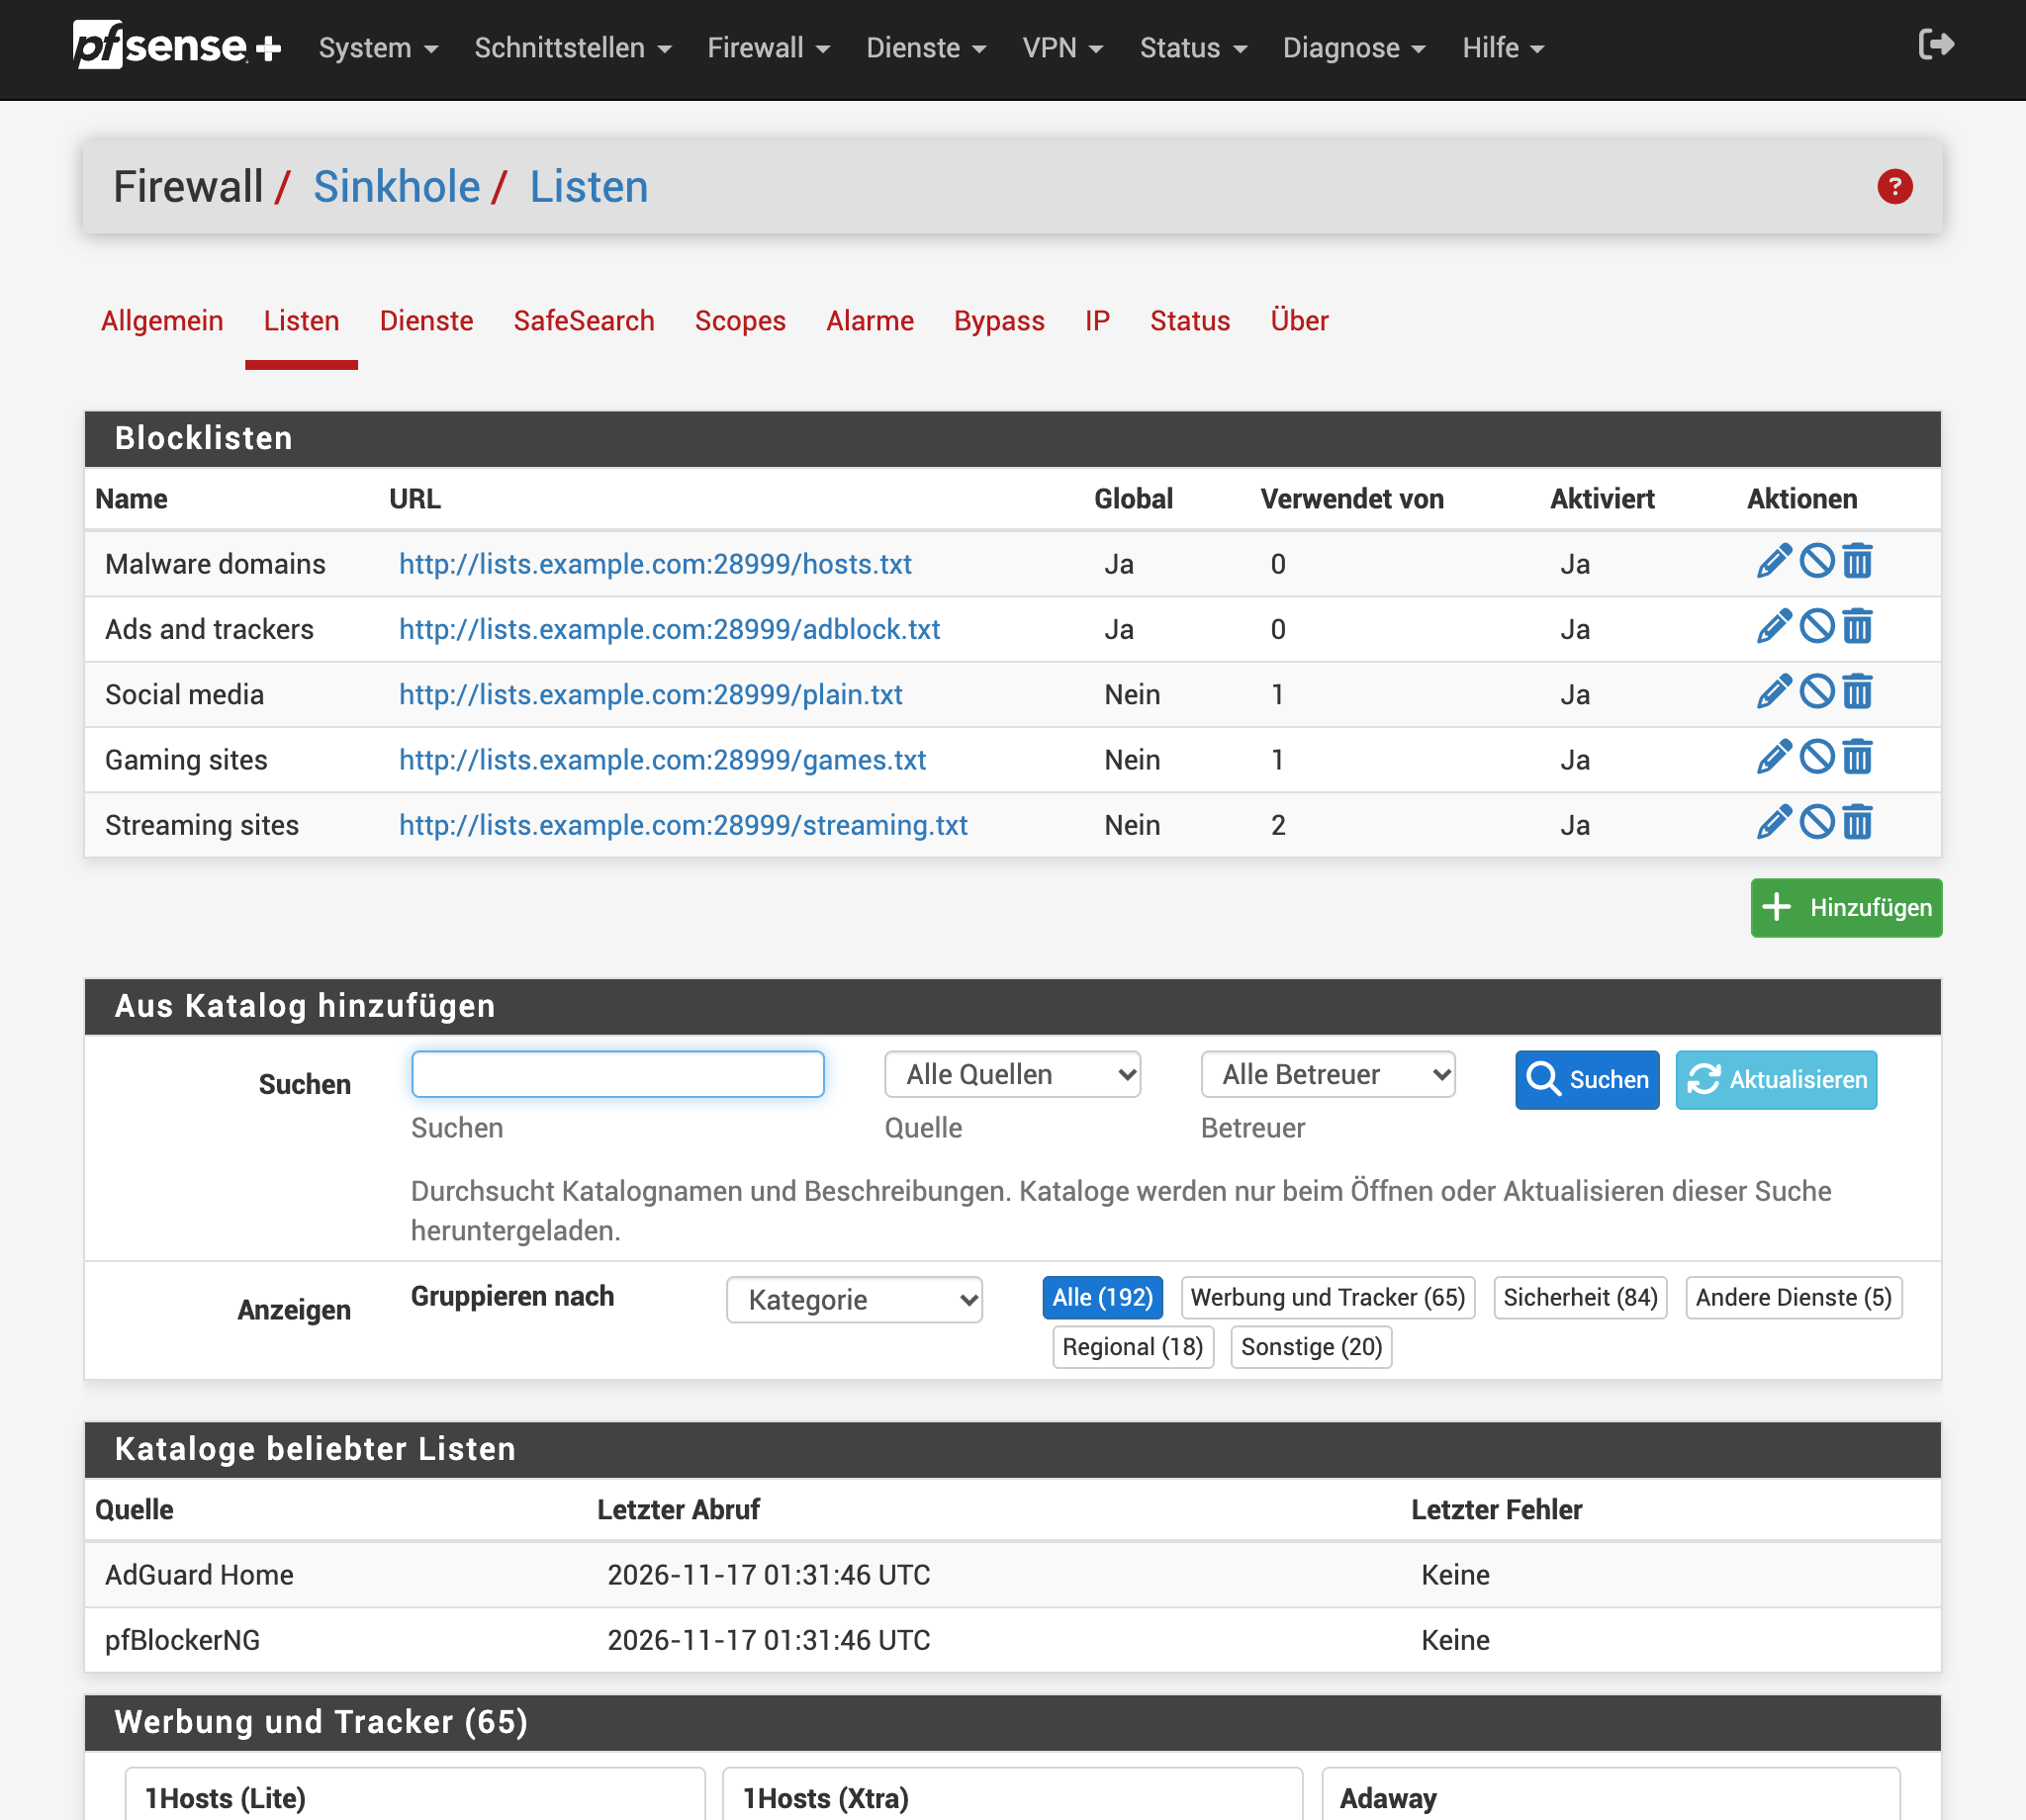 pfsense+ System Schnittstellen Firewall Dienste VPN Status Diagnose Hilfe
Firewall / Sinkhole / Listen ?
Allgemein Listen Dienste SafeSearch Scopes Alarme Bypass IP Status Über
Blocklisten
Name URL Global Verwendet von Aktiviert Aktionen
Malware domains http://lists.example.com:28999/hosts.txt Ja 0 Ja
Ads and trackers http://lists.example.com:28999/adblock.txt Ja 0 Ja
Social media http://lists.example.com:28999/plain.txt Nein 1 Ja
Gaming sites http://lists.example.com:28999/games.txt Nein 1 Ja
Streaming sites http://lists.example.com:28999/streaming.txt Nein 2 Ja
Hinzufügen
Aus Katalog hinzufügen
Suchen Alle Quellen Alle Betreuer Suchen Aktualisieren
Suchen Quelle Betreuer
Durchsucht Katalognamen und Beschreibungen. Kataloge werden nur beim Öffnen oder Aktualisieren dieser Suche
heruntergeladen.
Anzeigen Gruppieren nach Kategorie Alle (192) Werbung und Tracker (65) Sicherheit (84) Andere Dienste (5)
Regional (18) Sonstige (20)
Kataloge beliebter Listen
Quelle Letzter Abruf Letzter Fehler
AdGuard Home 2026-11-17 01:31:46 UTC Keine
pfBlockerNG 2026-11-17 01:31:46 UTC Keine
Werbung und Tracker (65)
1Hosts (Lite) 1Hosts (Xtra) Adaway